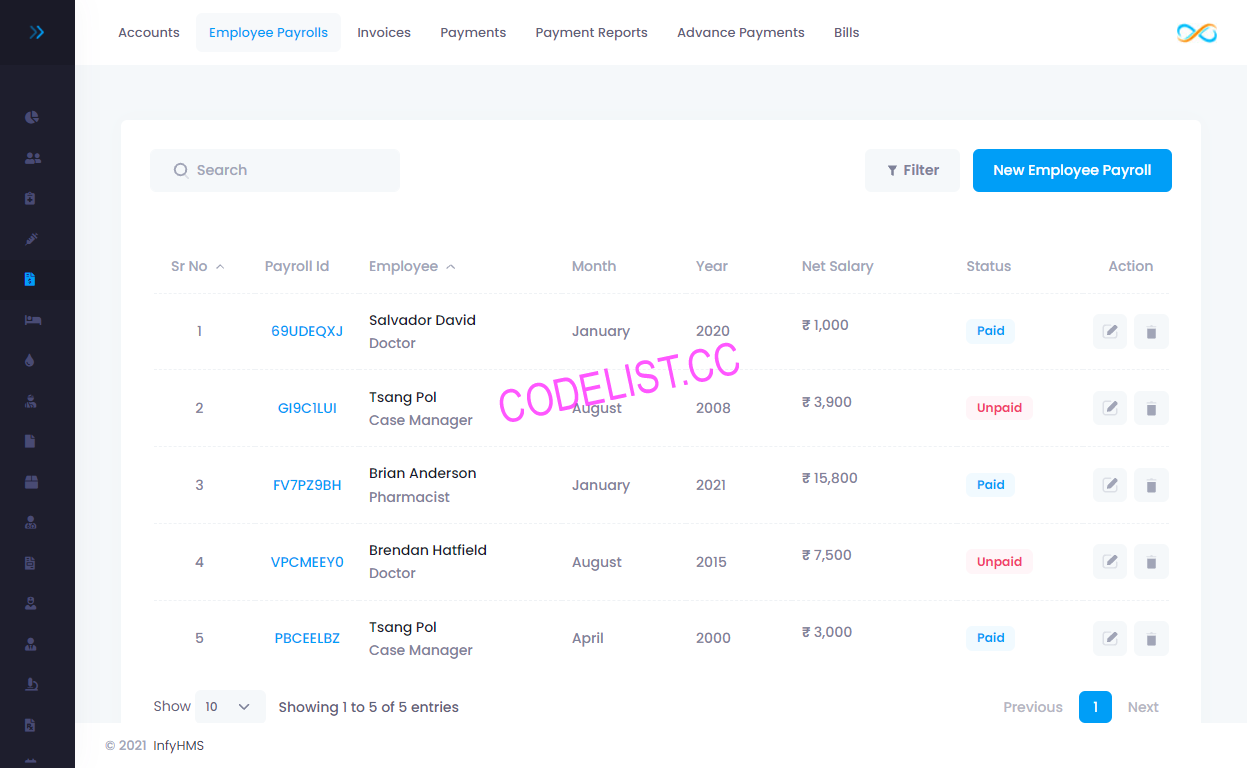 Accounts Employee Payrolls Invoices Payments Payment Reports Advance Payments Bills
Search Filter New Employee Payroll
Sr No Payroll Id Employee Month Year Net Salary Status Action
1 69UDEQXJ Salvador David Doctor January 2020 ₹ 1,000 Paid
CODELIST.CC
2 GI9C1LUI Tsang Pol Case Manager August 2008 ₹ 3,900 Unpaid
3 FV7PZ9BH Brian Anderson Pharmacist January 2021 ₹ 15,800 Paid
4 VPCMEEY0 Brendan Hatfield Doctor August 2015 ₹ 7,500 Unpaid
5 PBCEELBZ Tsang Pol Case Manager April 2000 ₹ 3,000 Paid
Show 10 Showing 1 to 5 of 5 entries Previous 1 Next
© 2021 InfyHMS